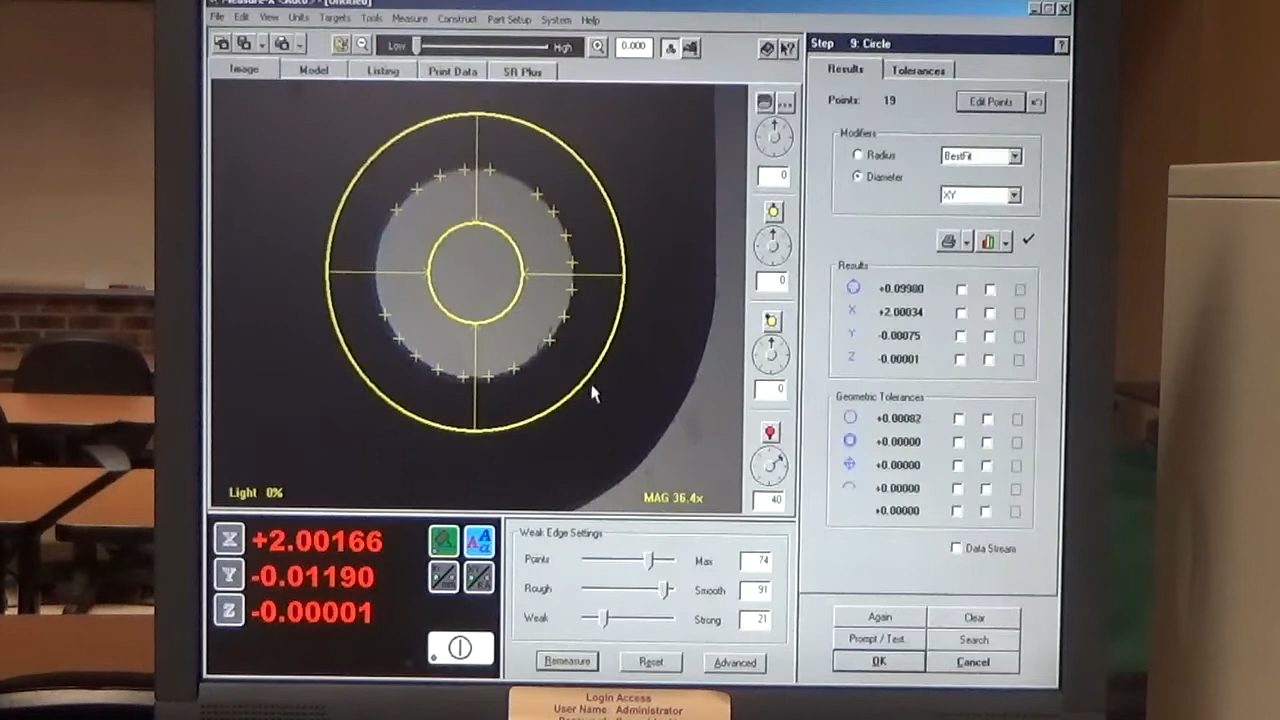 Measure-X <Auto> - [Untitled]
File Edit View Units Targets Tools Measure Construct Part Setup System Help
Low High 0.000
Image Model Listing Print Data SR Plus
Step 9: Circle
Results Tolerances
Points: 19 Edit Points
Modifiers
Radius BestFit
Diameter
XY
0
0
0
40
Results
+0.09980
X +2.00034
Y -0.00075
Z -0.00001
Geometric Tolerances
+0.00082
+0.00000
+0.00000
+0.00000
+0.00000
Data Stream
Light 0%
MAG 36.4x
X +2.00166
Y -0.01190
Z -0.00001
Weak Edge Settings
Points Max 74
Rough Smooth 91
Weak Strong 21
Remeasure Reset Advanced
Again Clear
Prompt / Text Search
OK Cancel
Login Access
User Name: Administrator